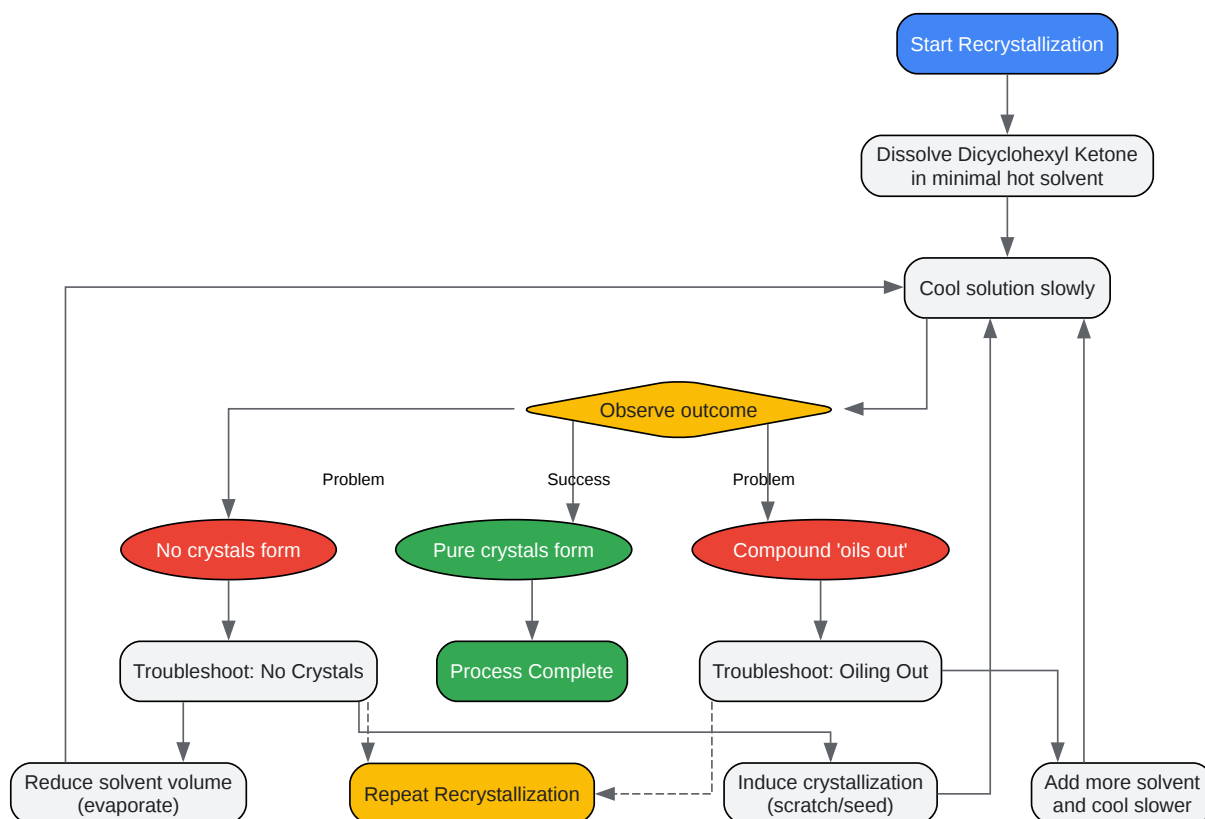 Start Recrystallization
Dissolve Dicyclohexyl Ketone
in minimal hot solvent
Cool solution slowly
Observe outcome
Problem
Success
Problem
No crystals form
Pure crystals form
Compound 'oils out'
Troubleshoot: No Crystals
Process Complete
Troubleshoot: Oiling Out
Reduce solvent volume
(evaporate)
Repeat Recrystallization
Induce crystallization
(scratch/seed)
Add more solvent
and cool slower